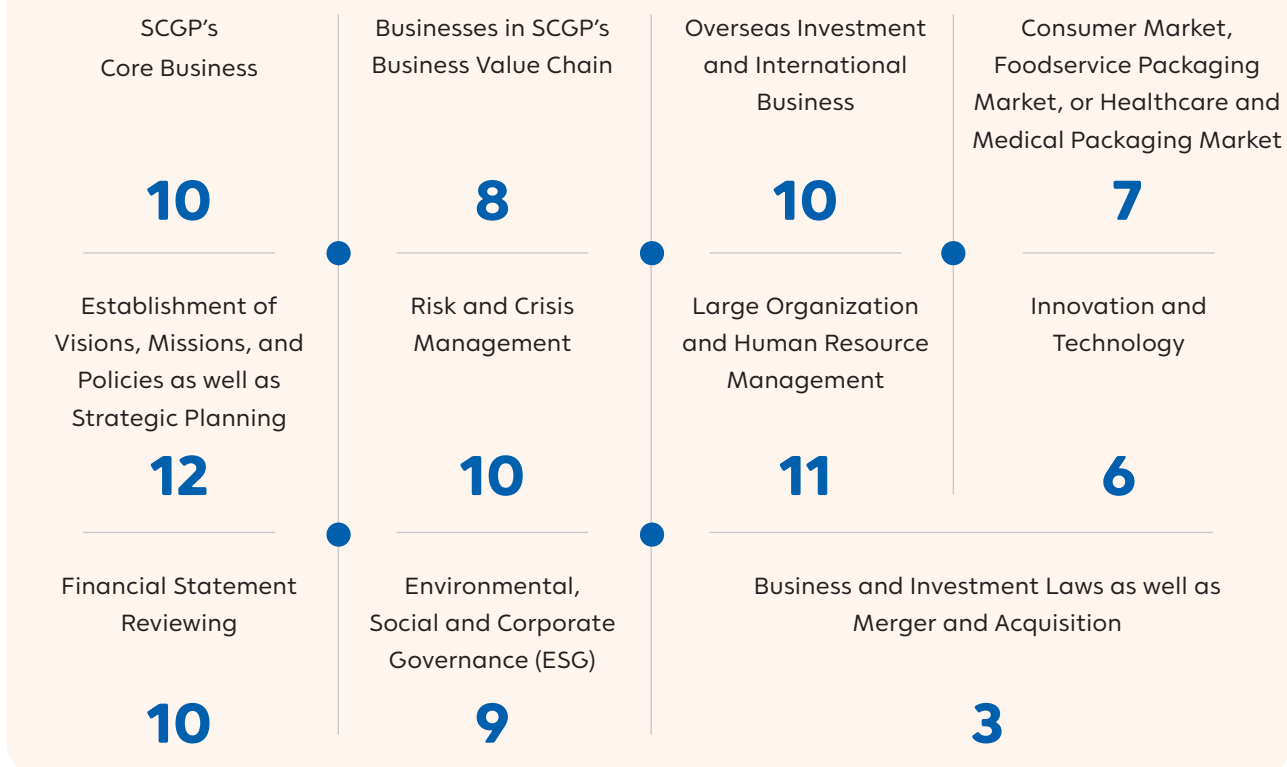 SCGP's
Core Business
10
Businesses in SCGP's
Business Value Chain
8
Overseas Investment
and International
Business
10
Consumer Market,
Foodservice Packaging
Market, or Healthcare and
Medical Packaging Market
7
Establishment of
Visions, Missions, and
Policies as well as
Strategic Planning
12
Risk and Crisis
Management
10
Large Organization
and Human Resource
Management
11
Innovation and
Technology
6
Financial Statement
Reviewing
10
Environmental,
Social and Corporate
Governance (ESG)
9
Business and Investment Laws as well as
Merger and Acquisition
3